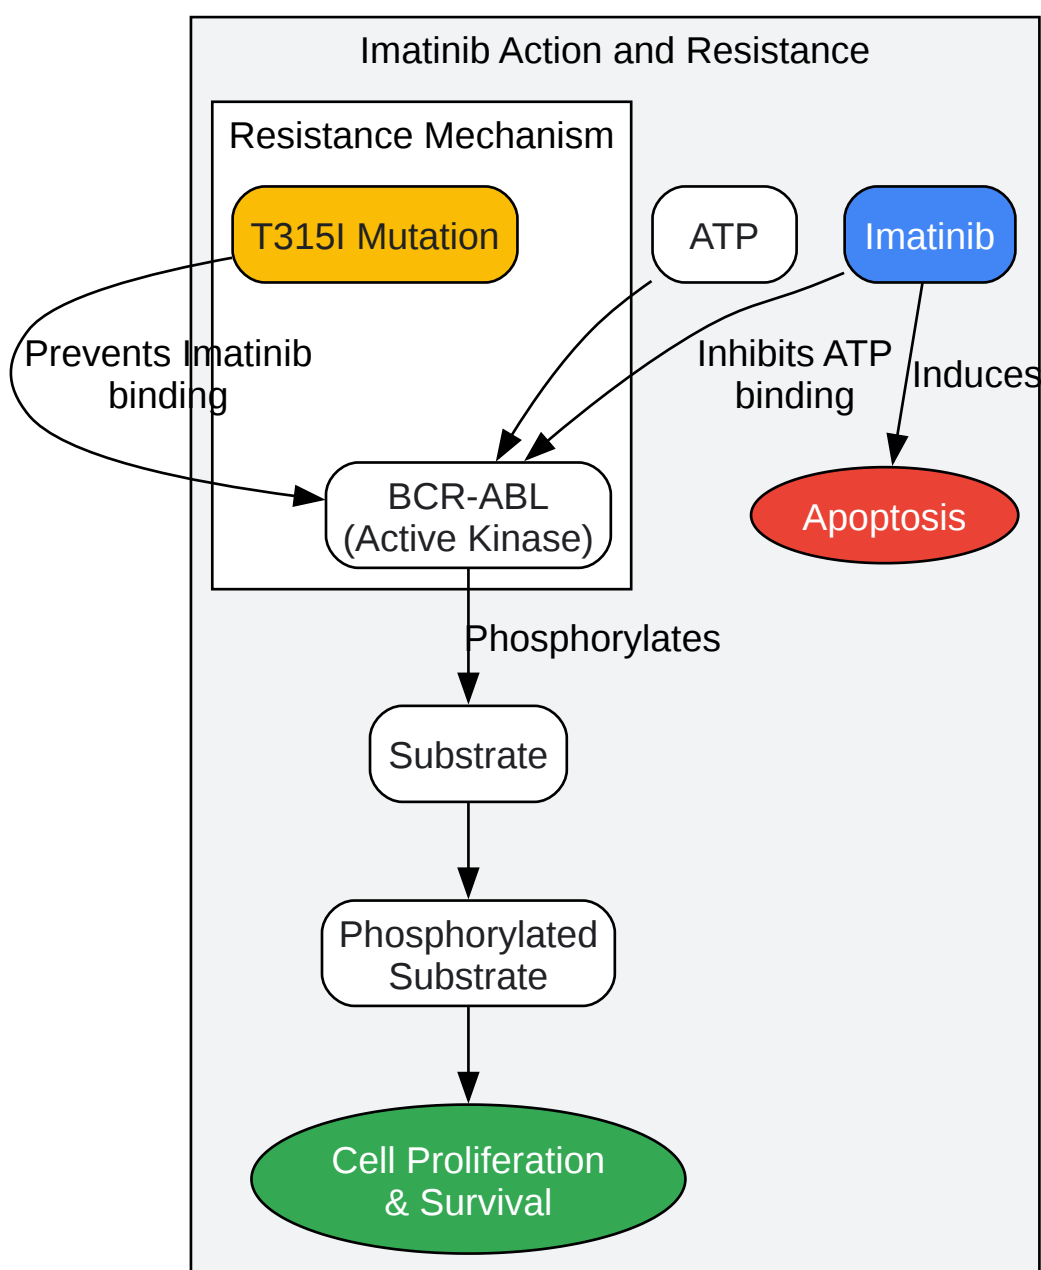 Imatinib Action and Resistance
Resistance Mechanism
T315I Mutation
ATP
Imatinib
Prevents Imatinib
binding
Inhibits ATP
binding
Induces
BCR-ABL
(Active Kinase)
Apoptosis
Phosphorylates
Substrate
Phosphorylated
Substrate
Cell Proliferation
& Survival